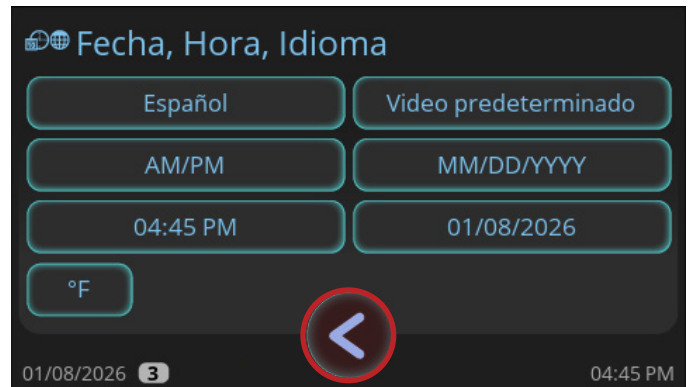 Fecha, Hora, Idioma
Español Video predeterminado
AM/PM MM/DD/YYYY
04:45 PM 01/08/2026
°F
01/08/2026 3 04:45 PM